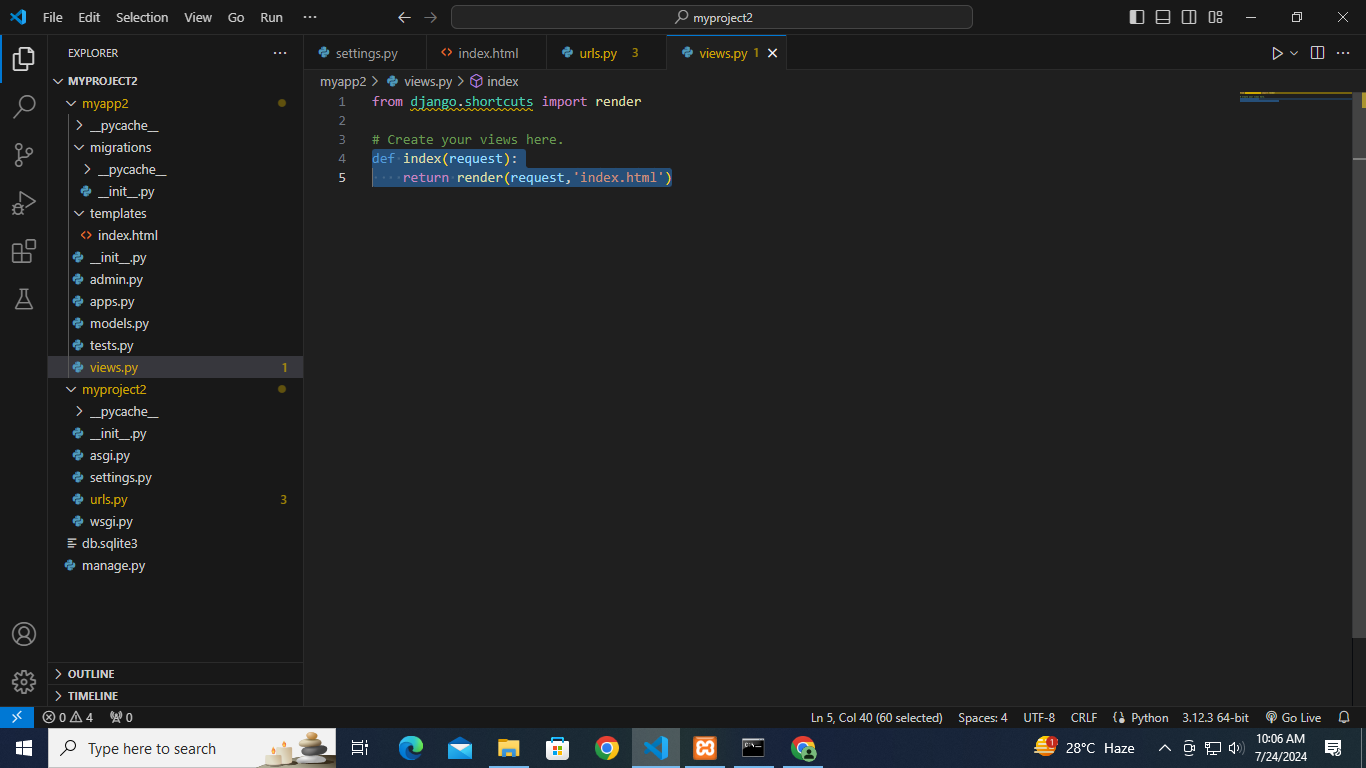 File Edit Selection View Go Run ··· myproject2
EXPLORER ···
settings.py index.html urls.py 3 views.py 1
MYPROJECT2
myapp2 > views.py > index
myapp2
__pycache__
migrations
__pycache__
__init__.py
templates
index.html
__init__.py
admin.py
apps.py
models.py
tests.py
views.py 1
myproject2
__pycache__
__init__.py
asgi.py
settings.py
urls.py 3
wsgi.py
db.sqlite3
manage.py
OUTLINE
TIMELINE
1 from django.shortcuts import render
2
3 # Create your views here.
4 def index(request):
5 ····return render(request,'index.html')
0 4 0 Ln 5, Col 40 (60 selected) Spaces: 4 UTF-8 CRLF Python 3.12.3 64-bit Go Live
Type here to search 1 28°C Haze 10:06 AM
7/24/2024